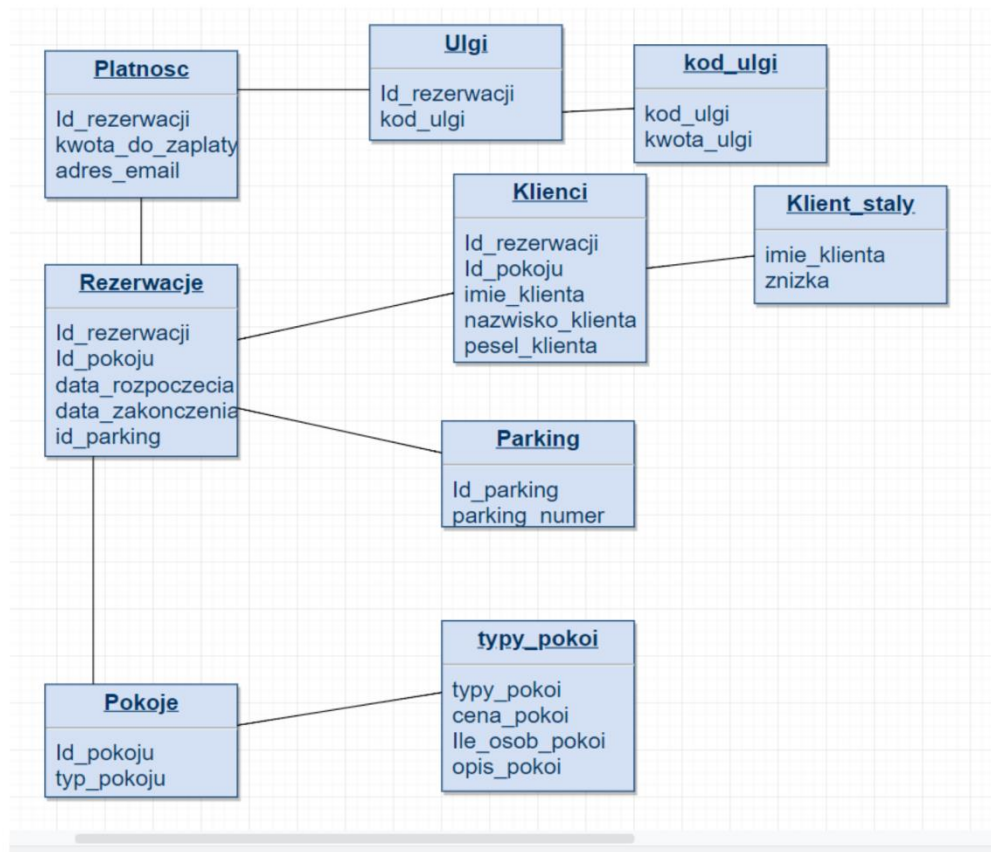 Platnosc
Id_rezerwacji
kwota_do_zaplaty
adres_email
Ulgi
Id_rezerwacji
kod_ulgi
kod_ulgi
kod_ulgi
kwota_ulgi
Klienci
Id_rezerwacji
Id_pokoju
imie_klienta
nazwisko_klienta
pesel_klienta
Klient_staly
imie_klienta
znizka
Rezerwacje
Id_rezerwacji
Id_pokoju
data_rozpoczecia
data_zakonczenia
id_parking
Parking
Id_parking
parking_numer
typy_pokoi
typy_pokoi
cena_pokoi
Ile_osob_pokoi
opis_pokoi
Pokoje
Id_pokoju
typ_pokoju